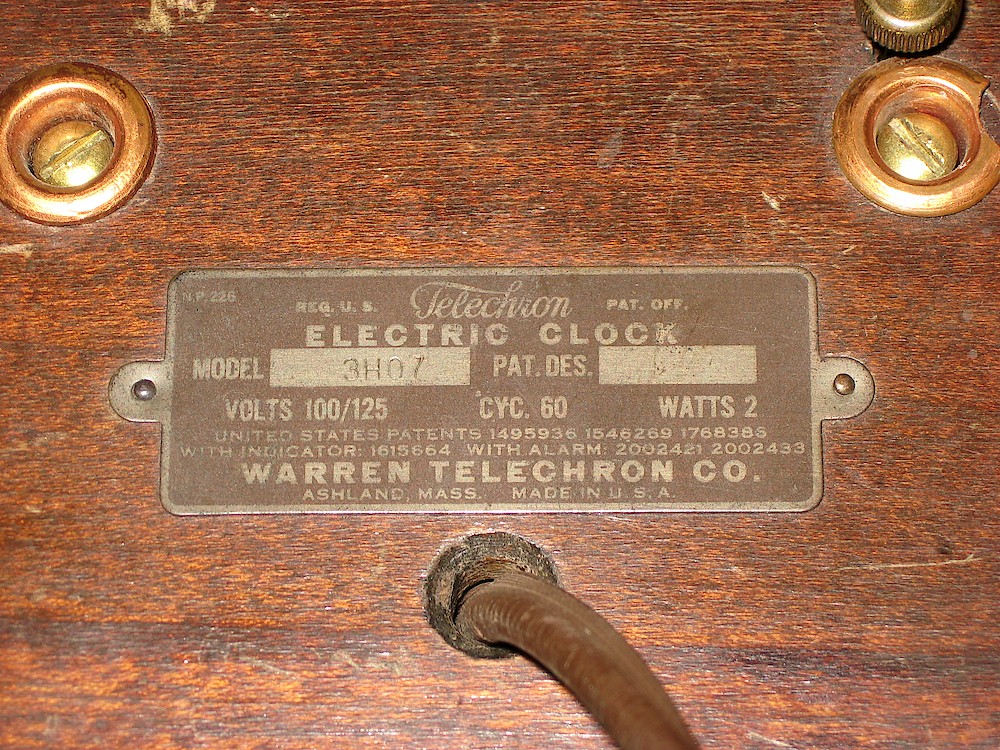 N.P. 226
REG. U. S. Telechron PAT. OFF.
ELECTRIC CLOCK
MODEL 3H07 PAT. DES.
VOLTS 100/125 CYC. 60 WATTS 2
UNITED STATES PATENTS 1495936 1546269 1768386
WITH INDICATOR: 1615664 WITH ALARM: 2002421 2002433
WARREN TELECHRON CO.
ASHLAND, MASS. MADE IN U. S. A.